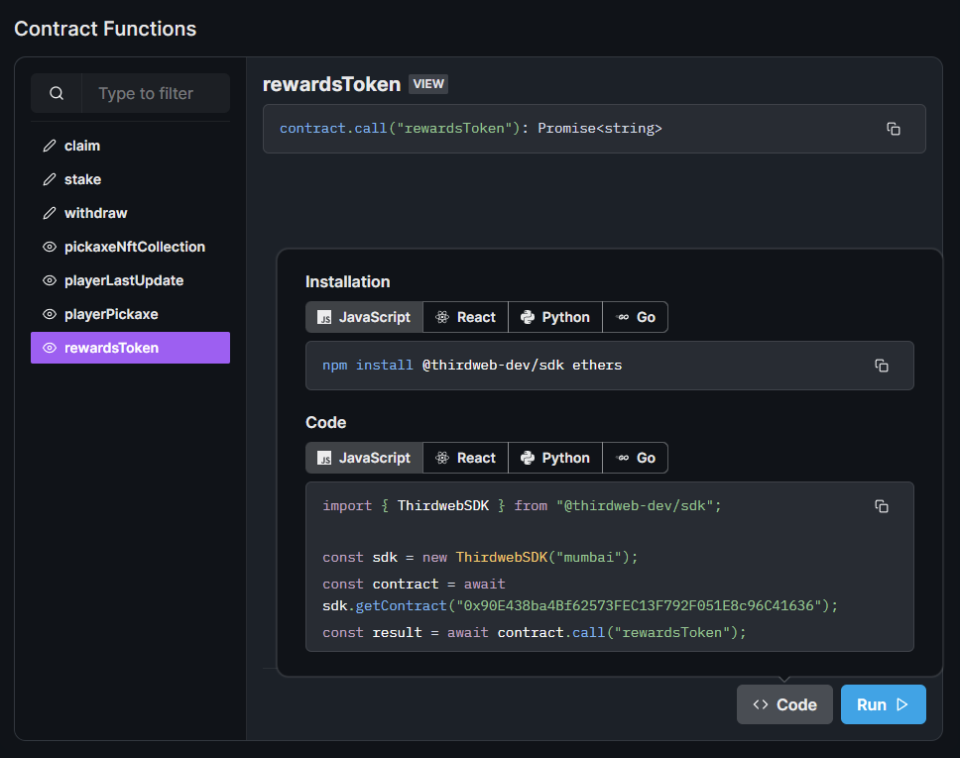 Contract Functions
Type to filter
claim
stake
withdraw
pickaxeNftCollection
playerLastUpdate
playerPickaxe
rewardsToken
rewardsToken VIEW
contract.call("rewardsToken"): Promise<string>
Installation
JavaScript React Python Go
npm install @thirdweb-dev/sdk ethers
Code
JavaScript React Python Go
import { ThirdwebSDK } from "@thirdweb-dev/sdk";
const sdk = new ThirdwebSDK("mumbai");
const contract = await
sdk.getContract("0x90E438ba4Bf62573FEC13F792F051E8c96C41636");
const result = await contract.call("rewardsToken");
Code Run